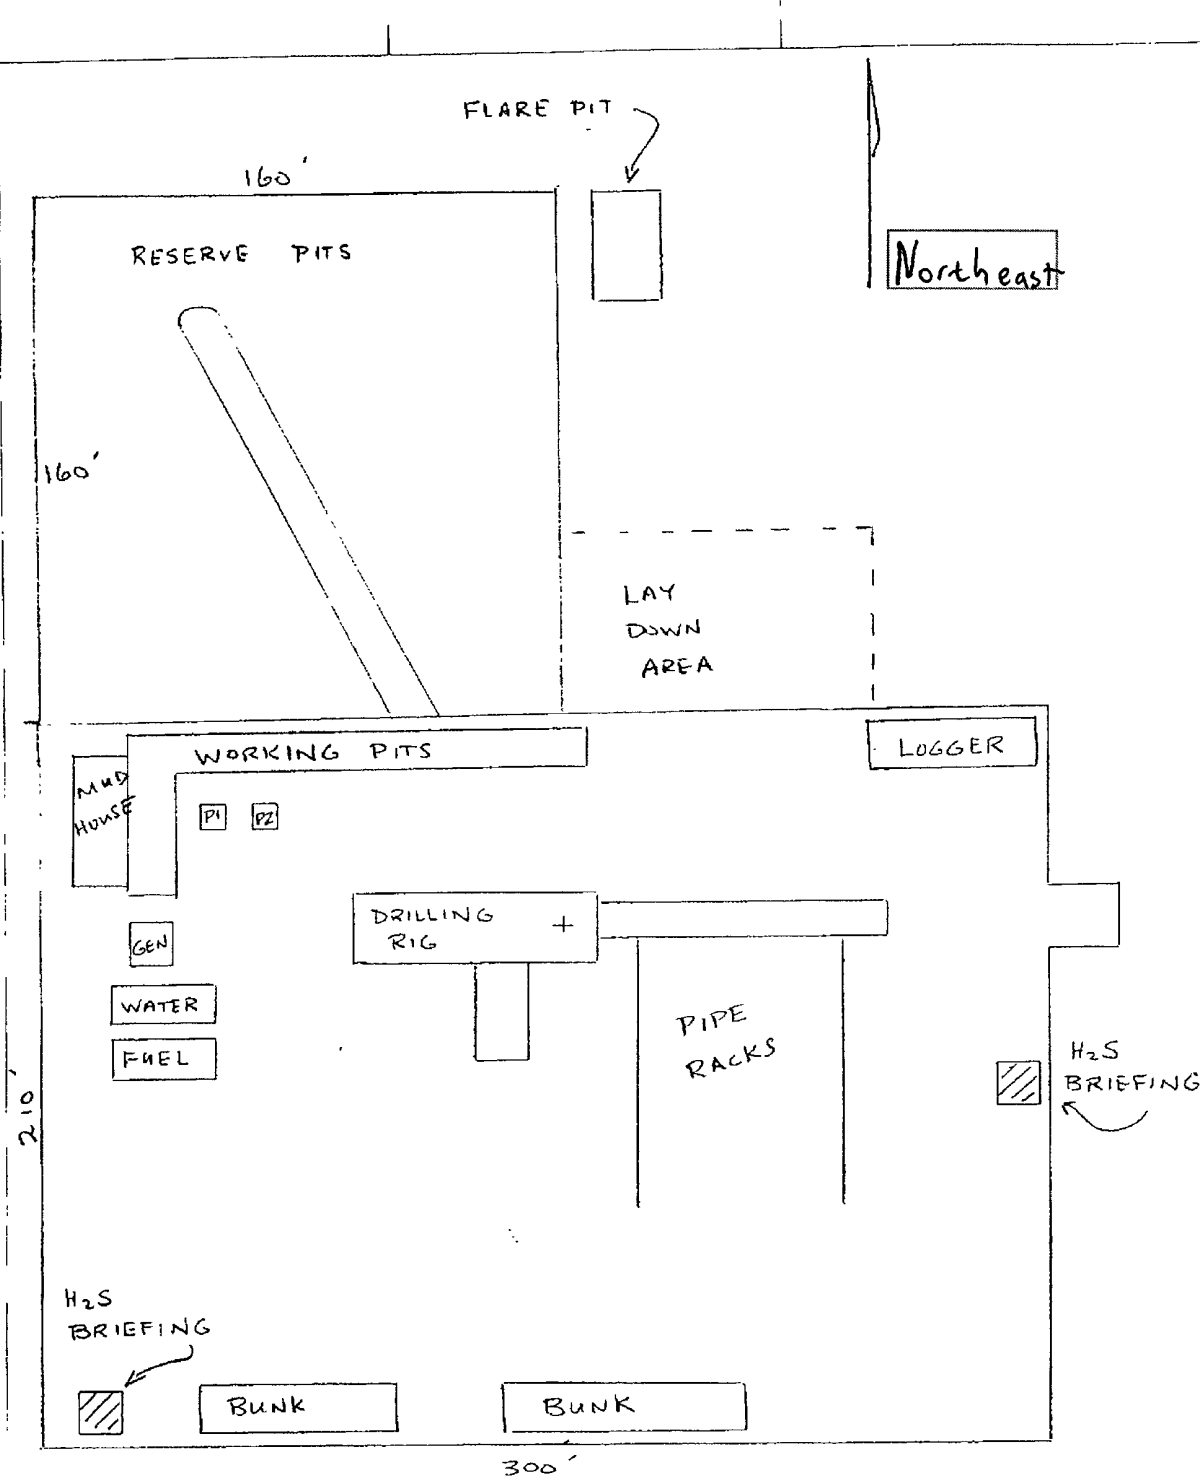 FLARE PIT
160'
RESERVE PITS
Northeast
160'
LAY
DOWN
AREA
WORKING PITS
LOGGER
MUD
HOUSE
P1
P2
DRILLING
RIG
GEN
WATER
FUEL
PIPE
RACKS
H2S
BRIEFING
210'
H2S
BRIEFING
BUNK
BUNK
300'